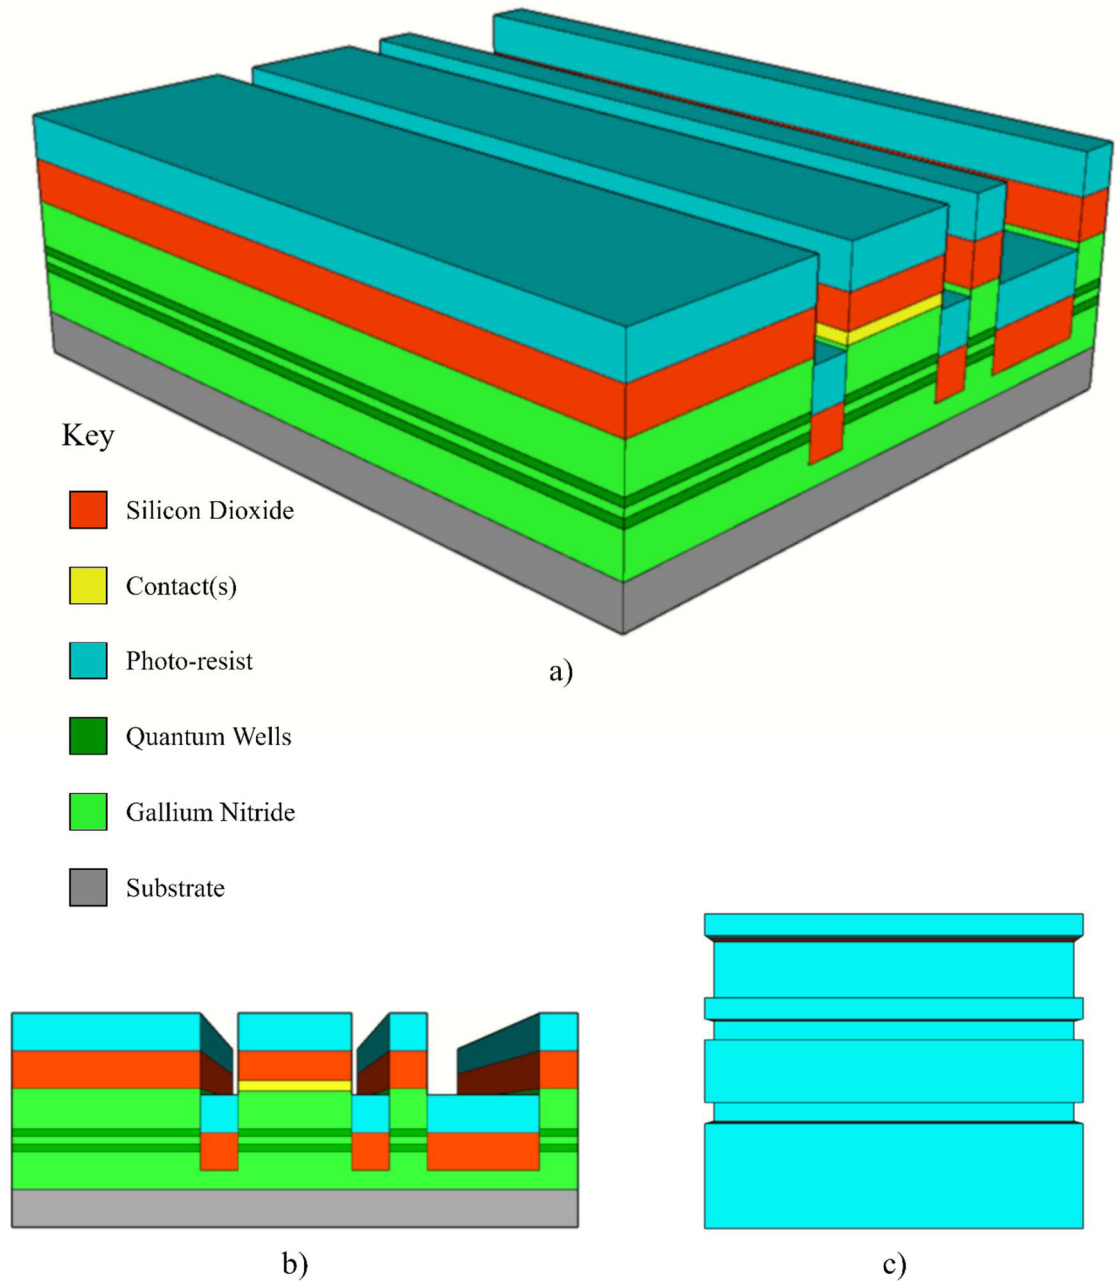 Key
Silicon Dioxide
Contact(s)
Photo-resist
Quantum Wells
Gallium Nitride
Substrate
a)
b)
c)